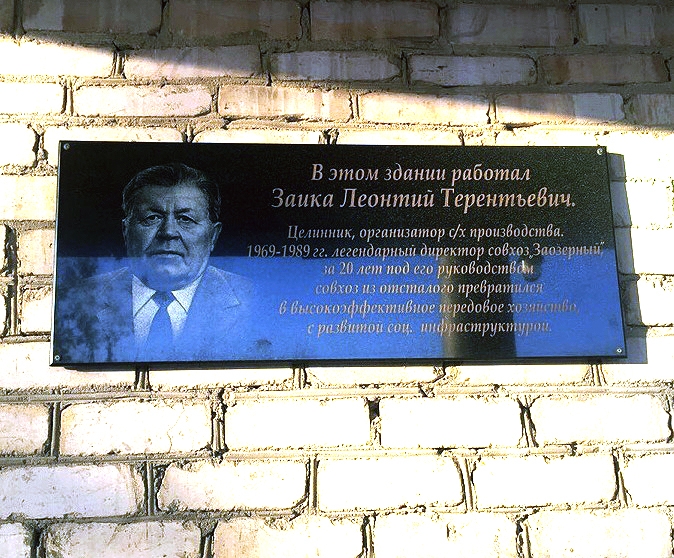 В этом здании работал
Заика Леонтий Терентьевич.
Целинник, организатор с/х производства.
1969-1989 гг. легендарный директор совхоз„Заозерный",
за 20 лет под его руководством
совхоз из отсталого превратился
в высокоэффективное передовое хозяйство,
с развитой соц. инфраструктурой.